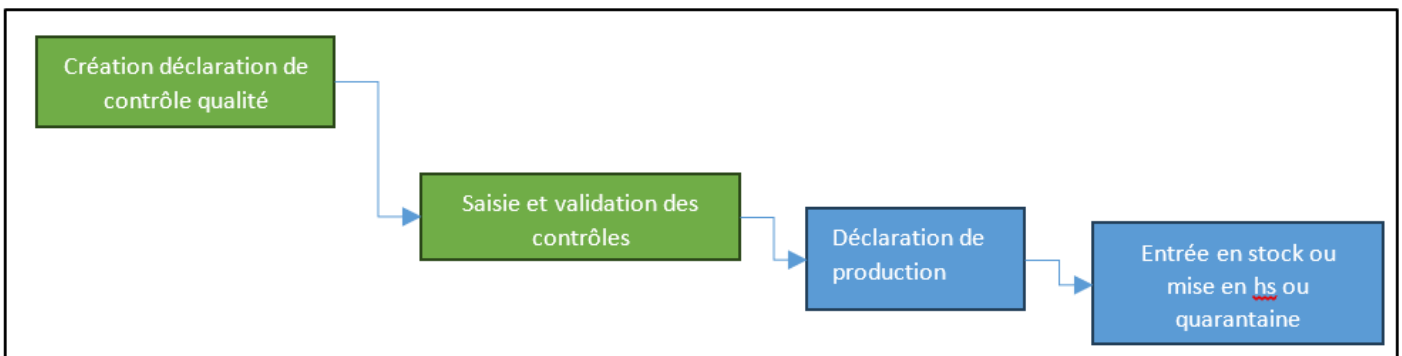 Création déclaration de
contrôle qualité
Saisie et validation des
contrôles
Déclaration de
production
Entrée en stock ou
mise en hs ou
quarantaine